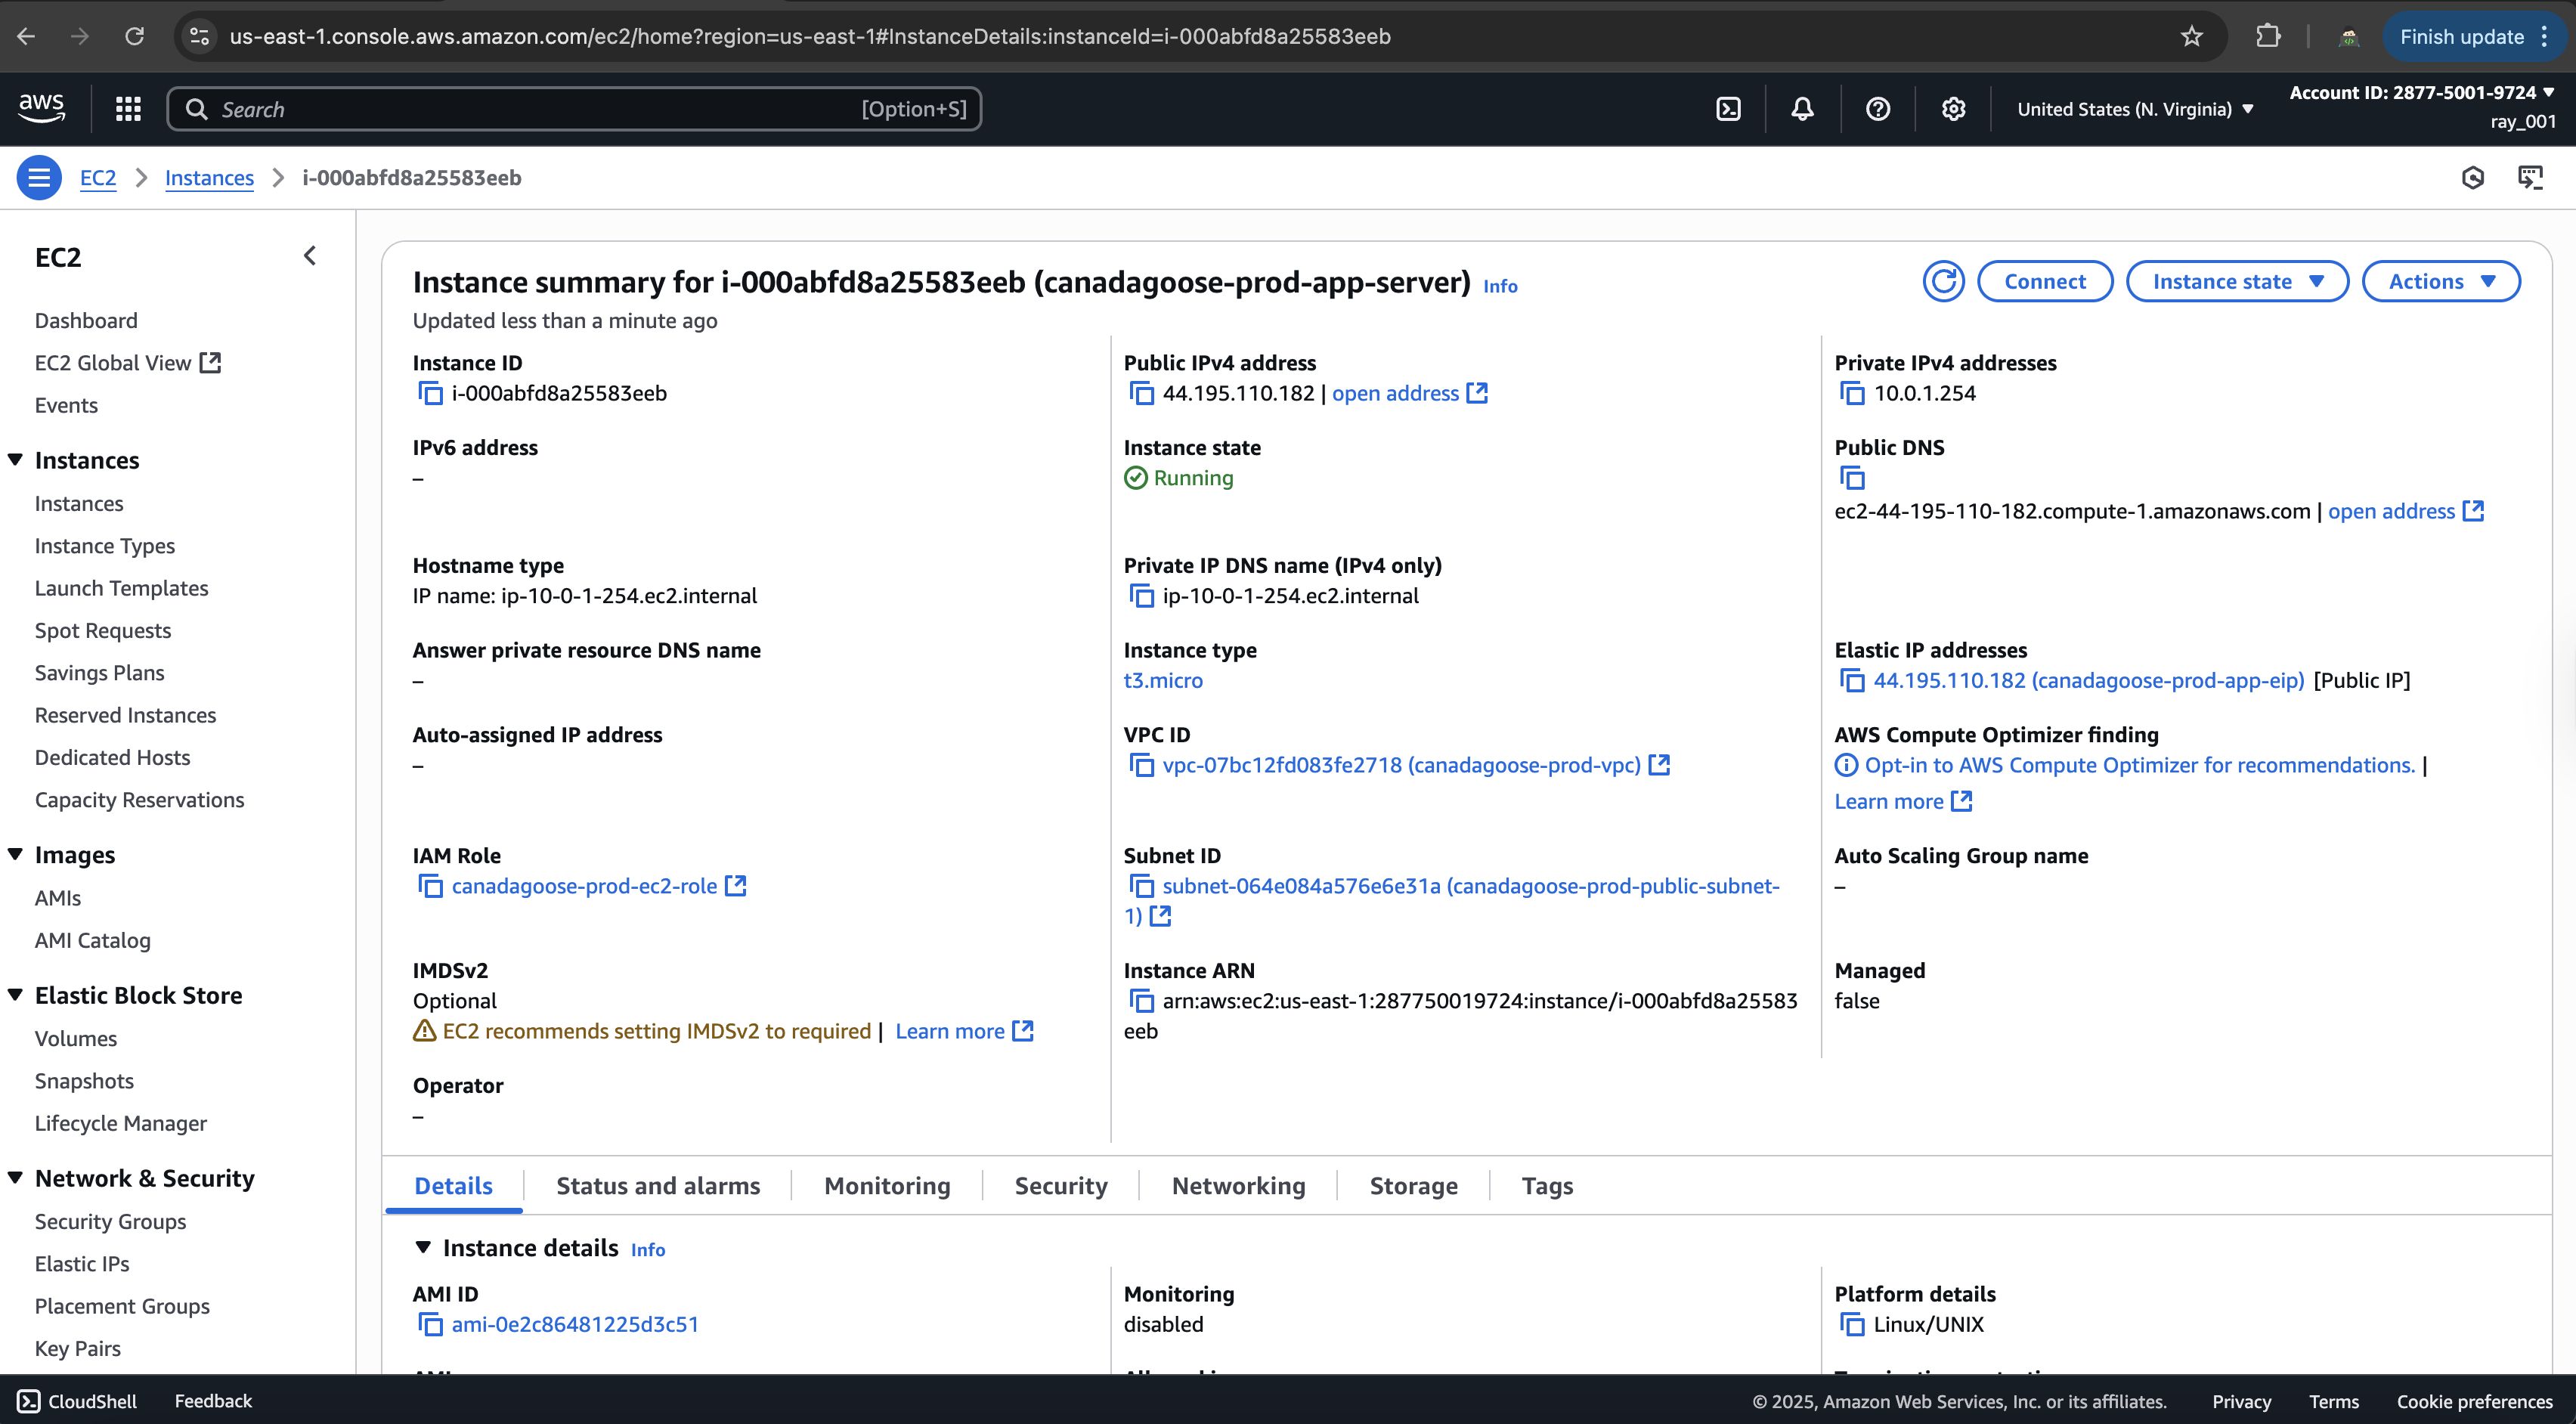 us-east-1.console.aws.amazon.com/ec2/home?region=us-east-1#InstanceDetails:instanceId=i-000abfd8a25583eeb
Finish update
aws
Search
[Option+S]
United States (N. Virginia)
Account ID: 2877-5001-9724
ray_001
EC2
Instances
i-000abfd8a25583eeb
EC2
Dashboard
EC2 Global View
Events
Instances
Instances
Instance Types
Launch Templates
Spot Requests
Savings Plans
Reserved Instances
Dedicated Hosts
Capacity Reservations
Images
AMIs
AMI Catalog
Elastic Block Store
Volumes
Snapshots
Lifecycle Manager
Network & Security
Security Groups
Elastic IPs
Placement Groups
Key Pairs
Instance summary for i-000abfd8a25583eeb (canadagoose-prod-app-server) Info
Updated less than a minute ago
Connect
Instance state
Actions
Instance ID
i-000abfd8a25583eeb
Public IPv4 address
44.195.110.182 | open address
Private IPv4 addresses
10.0.1.254
IPv6 address
–
Instance state
Running
Public DNS
ec2-44-195-110-182.compute-1.amazonaws.com | open address
Hostname type
IP name: ip-10-0-1-254.ec2.internal
Private IP DNS name (IPv4 only)
ip-10-0-1-254.ec2.internal
Answer private resource DNS name
–
Instance type
t3.micro
Elastic IP addresses
44.195.110.182 (canadagoose-prod-app-eip) [Public IP]
Auto-assigned IP address
–
VPC ID
vpc-07bc12fd083fe2718 (canadagoose-prod-vpc)
AWS Compute Optimizer finding
Opt-in to AWS Compute Optimizer for recommendations. |
Learn more
IAM Role
canadagoose-prod-ec2-role
Subnet ID
subnet-064e084a576e6e31a (canadagoose-prod-public-subnet-
1)
Auto Scaling Group name
–
IMDSv2
Optional
EC2 recommends setting IMDSv2 to required | Learn more
Instance ARN
arn:aws:ec2:us-east-1:287750019724:instance/i-000abfd8a25583
eeb
Managed
false
Operator
–
Details
Status and alarms
Monitoring
Security
Networking
Storage
Tags
Instance details Info
AMI ID
ami-0e2c86481225d3c51
Monitoring
disabled
Platform details
Linux/UNIX
CloudShell
Feedback
© 2025, Amazon Web Services, Inc. or its affiliates.
Privacy
Terms
Cookie preferences